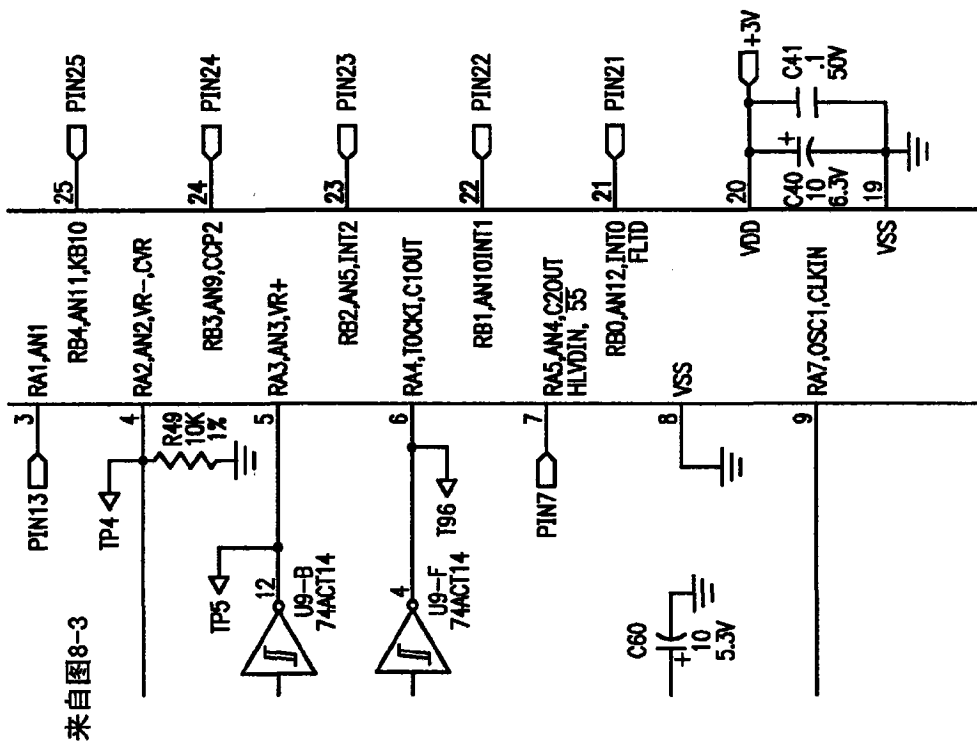 来自图8-3
PIN13
3
RA1,AN1
TP4
4
RA2,AN2,VR-,CVR
R49
10K
1%
TP5
12
U9-B
74ACT14
5
RA3,AN3,VR+
4
U9-F
74ACT14
T96
6
RA4,TOCKI,C1OUT
PIN7
7
RA5,AN4,C2OUT
HLVDIN, 55
C60
+
10
5.3V
8
VSS
9
RA7,OSC1,CLKIN
RB4,AN11,KB10
25
PIN25
RB3,AN9,CCP2
24
PIN24
RB2,AN5,INT2
23
PIN23
RB1,AN10INT1
22
PIN22
RB0,AN12,INT0
FLTD
21
PIN21
VDD
20
+3V
C40
+
10
6.3V
C41
.1
50V
VSS
19